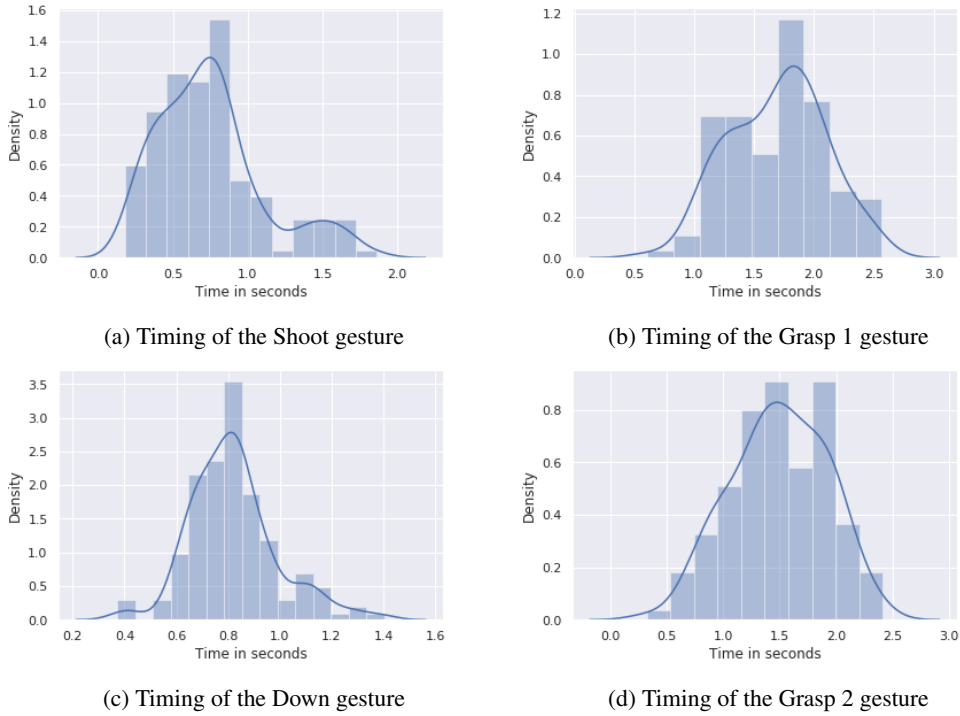 1.6
1.4
1.2
1.0
0.8
0.6
0.4
0.2
0.0
Density
0.0 0.5 1.0 1.5 2.0
Time in seconds
(a) Timing of the Shoot gesture
1.2
1.0
0.8
0.6
0.4
0.2
0.0
Density
0.0 0.5 1.0 1.5 2.0 2.5 3.0
Time in seconds
(b) Timing of the Grasp 1 gesture
3.5
3.0
2.5
2.0
1.5
1.0
0.5
0.0
Density
0.2 0.4 0.6 0.8 1.0 1.2 1.4 1.6
Time in seconds
(c) Timing of the Down gesture
0.8
0.6
0.4
0.2
0.0
Density
0.0 0.5 1.0 1.5 2.0 2.5 3.0
Time in seconds
(d) Timing of the Grasp 2 gesture